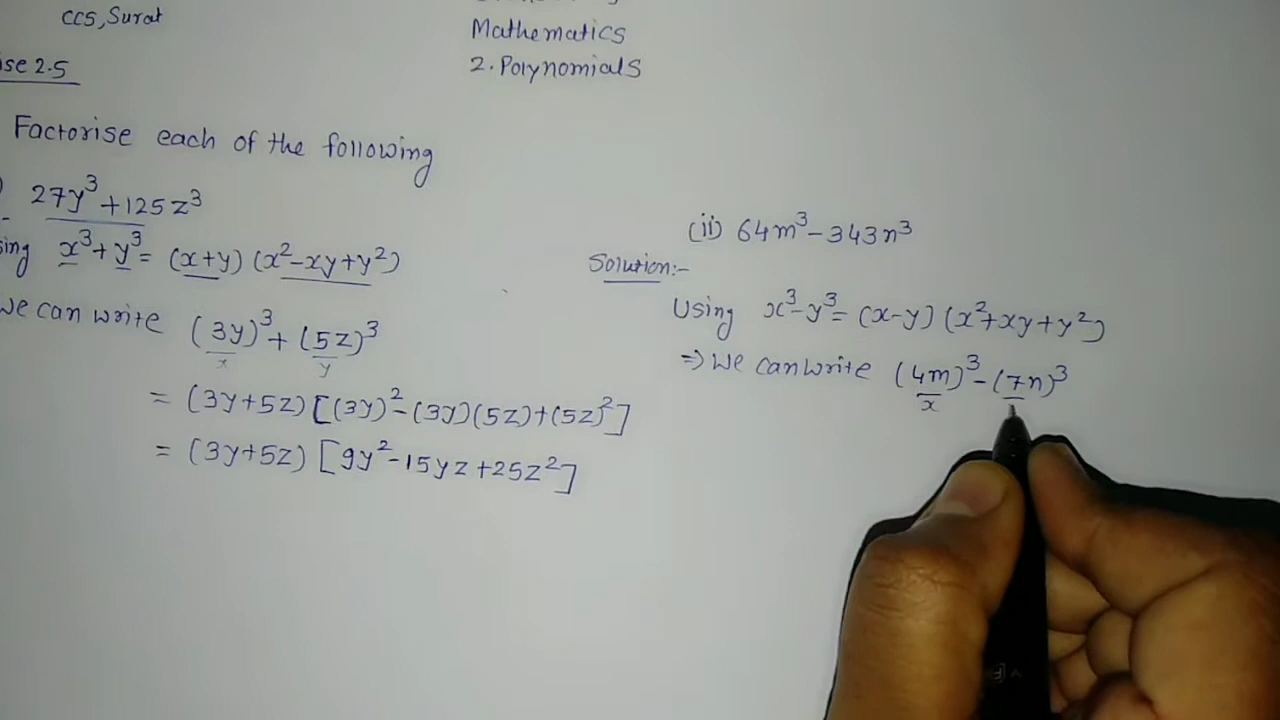 CCS, Surat
Mathematics
2. Polynomials
ise 2.5
Factorise each of the following
) 27y³+125z³
sing x³+y³= (x+y) (x²-xy+y²)
We can write (3y)³+(5z)³
x y
= (3y+5z) [(3y)²-(3y)(5z)+(5z)²]
= (3y+5z) [9y²-15yz+25z²]
(ii) 64m³-343n³
Solution:-
Using x³-y³= (x-y) (x²+xy+y²)
⇒ We can write (4m)³-(7n)³
x